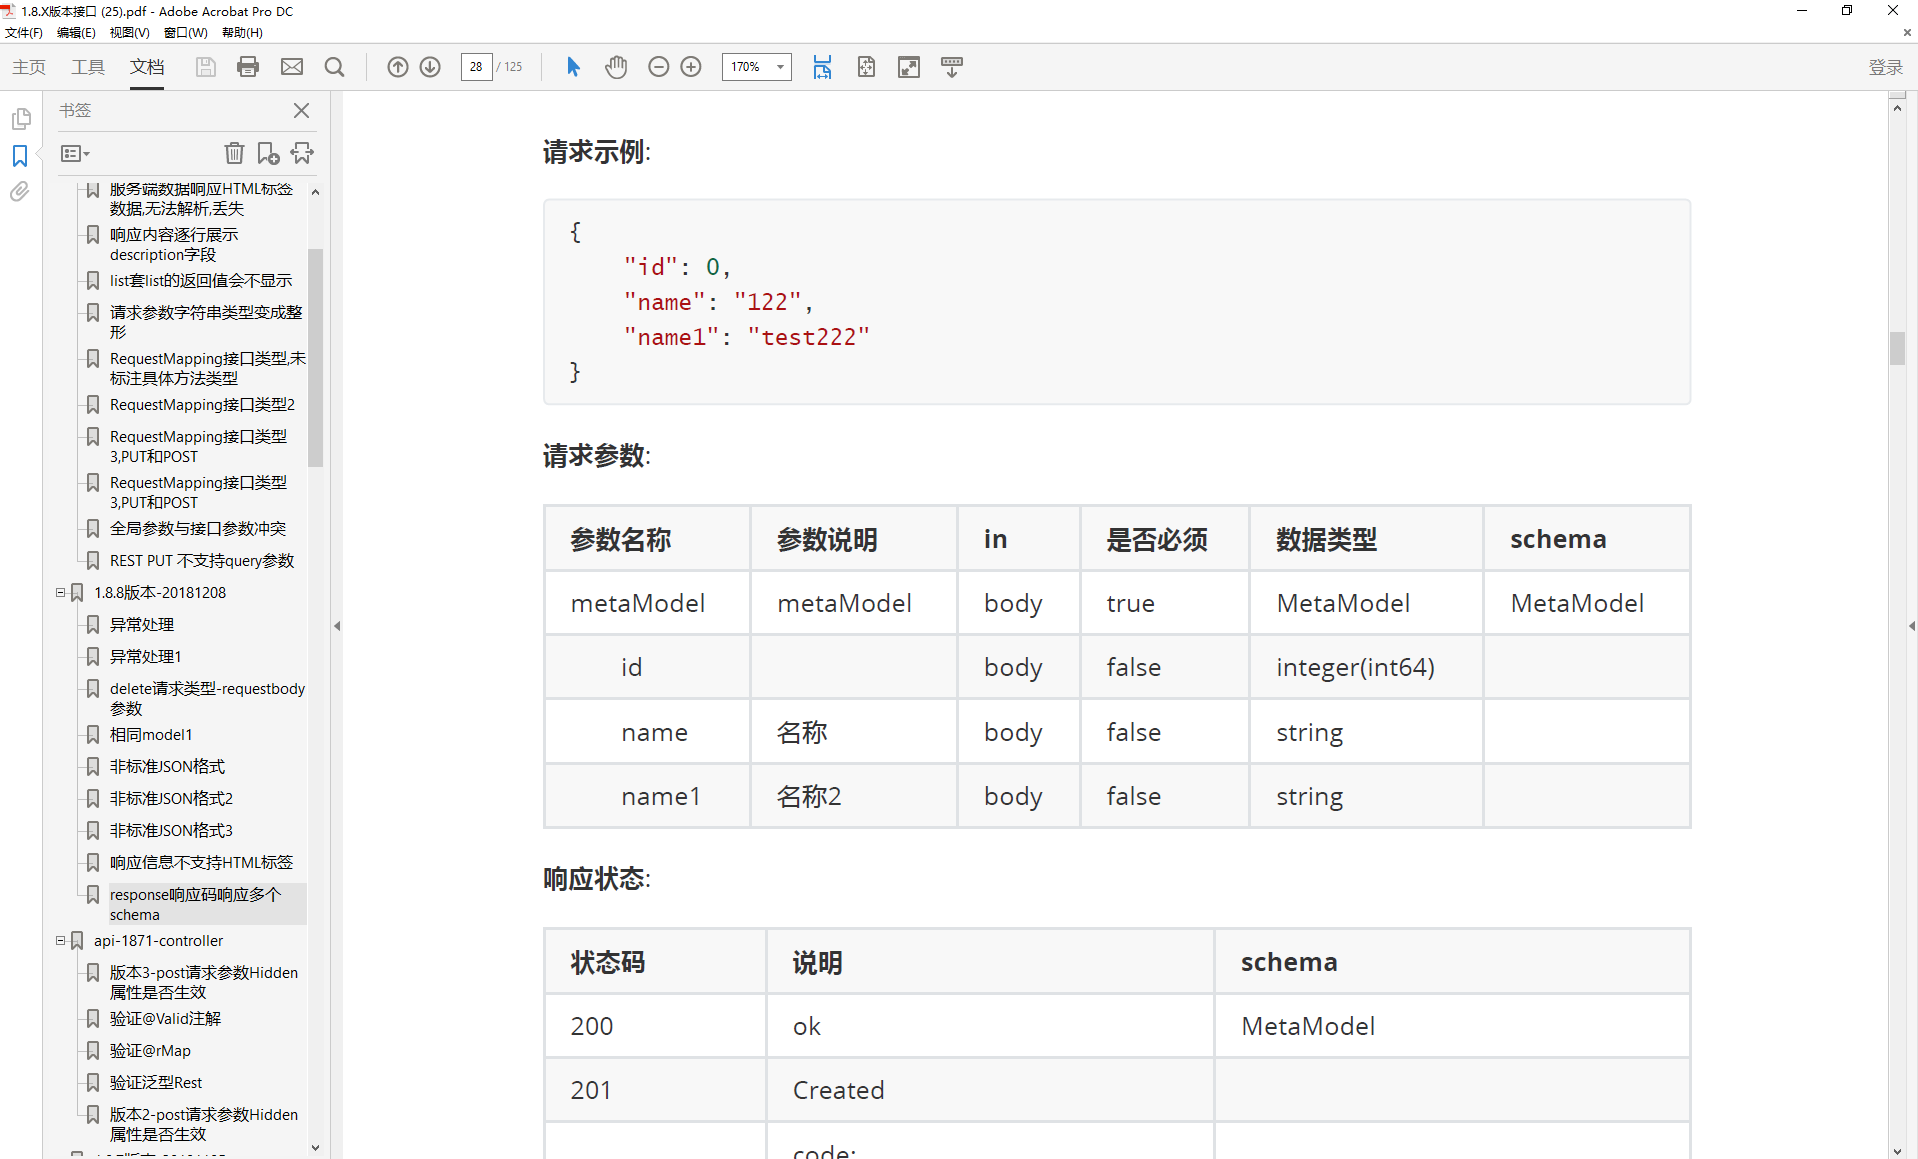 1.8.X版本接口 (25).pdf - Adobe Acrobat Pro DC
文件(F) 编辑(E) 视图(V) 窗口(W) 帮助(H)
主页 工具 文档
28 / 125
170%
登录
书签
服务端数据响应HTML标签
数据,无法解析,丢失
响应内容逐行展示
description字段
list套list的返回值会不显示
请求参数字符串类型变成整
形
RequestMapping接口类型,未
标注具体方法类型
RequestMapping接口类型2
RequestMapping接口类型
3,PUT和POST
RequestMapping接口类型
3,PUT和POST
全局参数与接口参数冲突
REST PUT 不支持query参数
1.8.8版本-20181208
异常处理
异常处理1
delete请求类型-requestbody
参数
相同model1
非标准JSON格式
非标准JSON格式2
非标准JSON格式3
响应信息不支持HTML标签
response响应码响应多个
schema
api-1871-controller
版本3-post请求参数Hidden
属性是否生效
验证@Valid注解
验证@rMap
验证泛型Rest
版本2-post请求参数Hidden
属性是否生效
请求示例:
{
"id": 0,
"name": "122",
"name1": "test222"
}
请求参数:
参数名称 参数说明 in 是否必须 数据类型 schema
metaModel metaModel body true MetaModel MetaModel
id body false integer(int64)
name 名称 body false string
name1 名称2 body false string
响应状态:
状态码 说明 schema
200 ok MetaModel
201 Created
code: